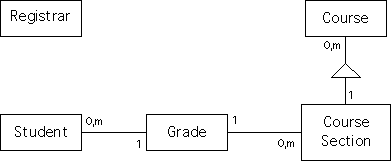 Registrar
Course
0,m
1
Student
0,m
1
Grade
1
0,m
Course
Section